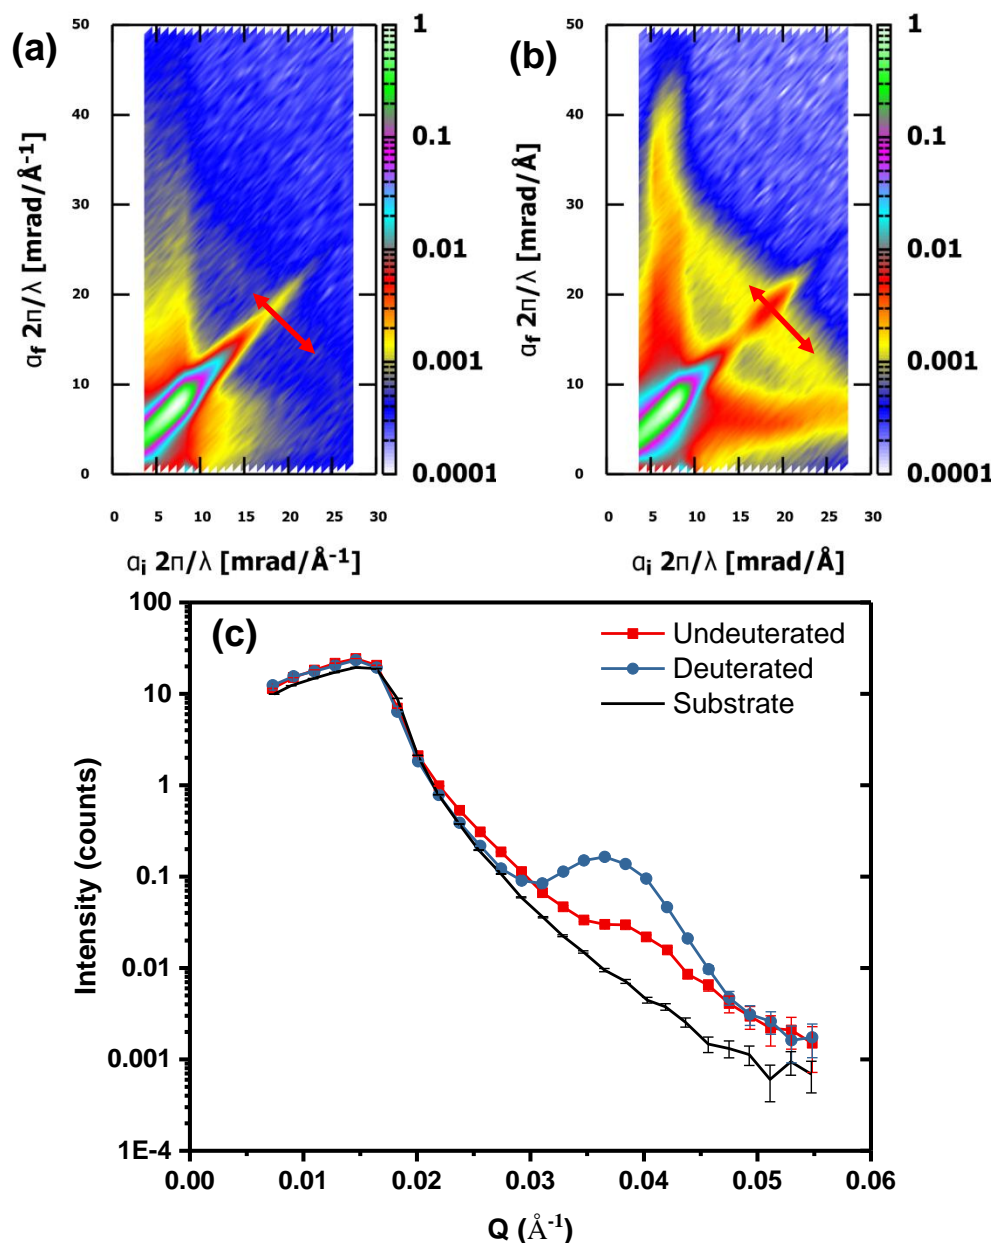 (a)
50
40
30
20
10
0
0 5 10 15 20 25 30
αf 2π/λ [mrad/Å-1]
αi 2π/λ [mrad/Å-1]
1
0.1
0.01
0.001
0.0001
(b)
50
40
30
20
10
0
0 5 10 15 20 25 30
αf 2π/λ [mrad/Å]
αi 2π/λ [mrad/Å]
1
0.1
0.01
0.001
0.0001
(c)
Undeuterated
Deuterated
Substrate
100
10
1
0.1
0.01
0.001
1E-4
Intensity (counts)
0.00 0.01 0.02 0.03 0.04 0.05 0.06
Q (Å-1)